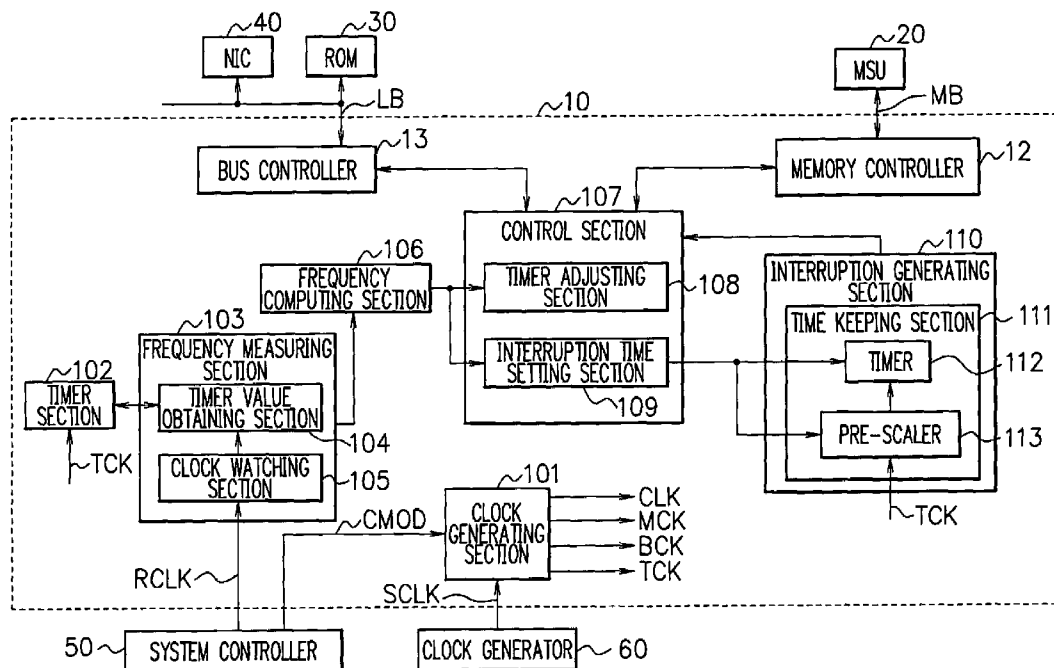 40
30
NIC
ROM
20
MSU
LB
10
MB
13
BUS CONTROLLER
MEMORY CONTROLLER
12
107
CONTROL SECTION
106
FREQUENCY
COMPUTING SECTION
TIMER ADJUSTING
SECTION
108
110
INTERRUPTION GENERATING
SECTION
103
FREQUENCY MEASURING
SECTION
TIME KEEPING SECTION
111
102
TIMER
SECTION
TIMER VALUE
OBTAINING SECTION
104
INTERRUPTION TIME
SETTING SECTION
109
TIMER
112
PRE-SCALER
113
TCK
CLOCK WATCHING
SECTION
105
101
CLOCK
GENERATING
SECTION
CLK
MCK
BCK
TCK
TCK
CMOD
RCLK
SCLK
50
SYSTEM CONTROLLER
CLOCK GENERATOR
60